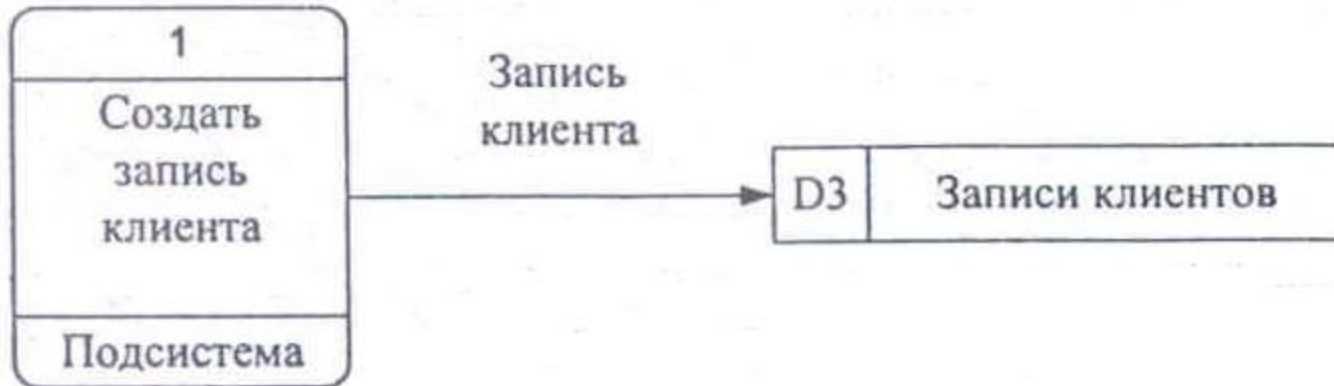 1
Создать
запись
клиента
Подсистема
Запись
клиента
D3
Записи клиентов